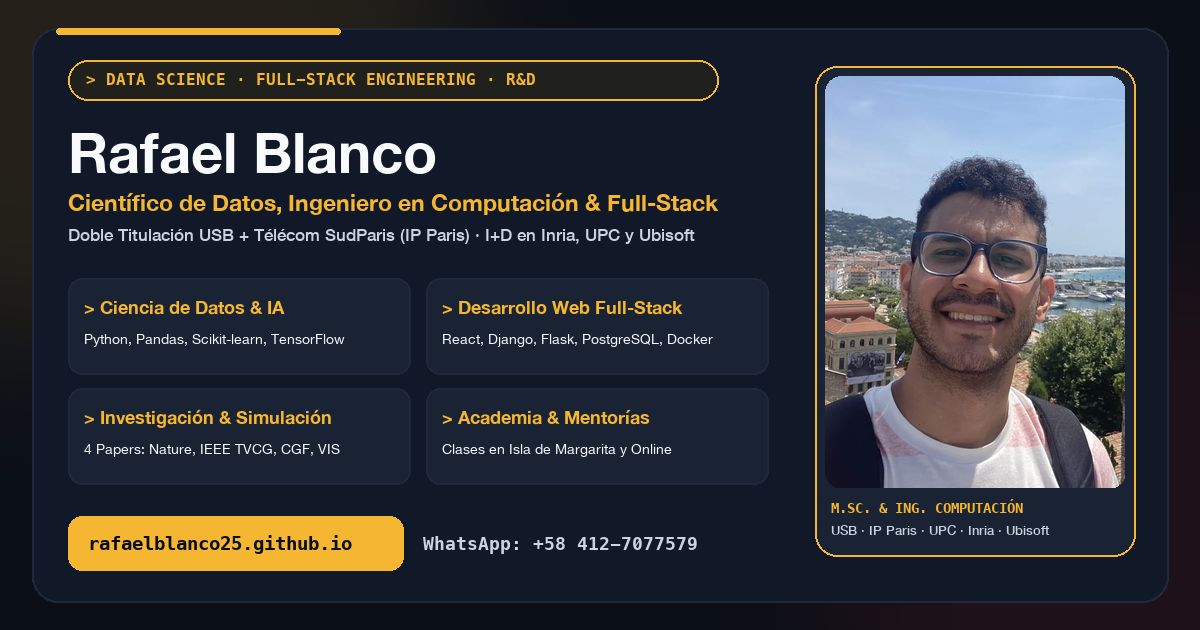 > DATA SCIENCE · FULL-STACK ENGINEERING · R&D
Rafael Blanco
Científico de Datos, Ingeniero en Computación & Full-Stack
Doble Titulación USB + Télécom SudParis (IP Paris) · I+D en Inria, UPC y Ubisoft
> Ciencia de Datos & IA
Python, Pandas, Scikit-learn, TensorFlow
> Desarrollo Web Full-Stack
React, Django, Flask, PostgreSQL, Docker
> Investigación & Simulación
4 Papers: Nature, IEEE TVCG, CGF, VIS
> Academia & Mentorías
Clases en Isla de Margarita y Online
rafaelblanco25.github.io
WhatsApp: +58 412-7077579
M.SC. & ING. COMPUTACIÓN
USB · IP Paris · UPC · Inria · Ubisoft